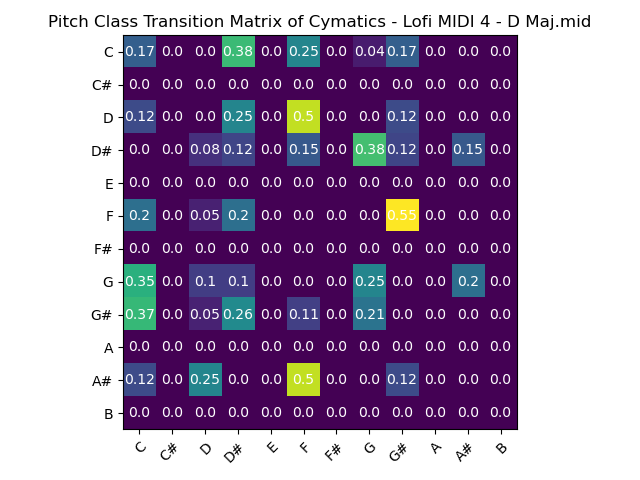 Pitch Class Transition Matrix of Cymatics - Lofi MIDI 4 - D Maj.mid
C 0.17 0.0 0.0 0.38 0.0 0.25 0.0 0.04 0.17 0.0 0.0 0.0
C# 0.0 0.0 0.0 0.0 0.0 0.0 0.0 0.0 0.0 0.0 0.0 0.0
D 0.12 0.0 0.0 0.25 0.0 0.5 0.0 0.0 0.12 0.0 0.0 0.0
D# 0.0 0.0 0.08 0.12 0.0 0.15 0.0 0.38 0.12 0.0 0.15 0.0
E 0.0 0.0 0.0 0.0 0.0 0.0 0.0 0.0 0.0 0.0 0.0 0.0
F 0.2 0.0 0.05 0.2 0.0 0.0 0.0 0.0 0.55 0.0 0.0 0.0
F# 0.0 0.0 0.0 0.0 0.0 0.0 0.0 0.0 0.0 0.0 0.0 0.0
G 0.35 0.0 0.1 0.1 0.0 0.0 0.0 0.25 0.0 0.0 0.2 0.0
G# 0.37 0.0 0.05 0.26 0.0 0.11 0.0 0.21 0.0 0.0 0.0 0.0
A 0.0 0.0 0.0 0.0 0.0 0.0 0.0 0.0 0.0 0.0 0.0 0.0
A# 0.12 0.0 0.25 0.0 0.0 0.5 0.0 0.0 0.12 0.0 0.0 0.0
B 0.0 0.0 0.0 0.0 0.0 0.0 0.0 0.0 0.0 0.0 0.0 0.0
C C# D D# E F F# G G# A A# B